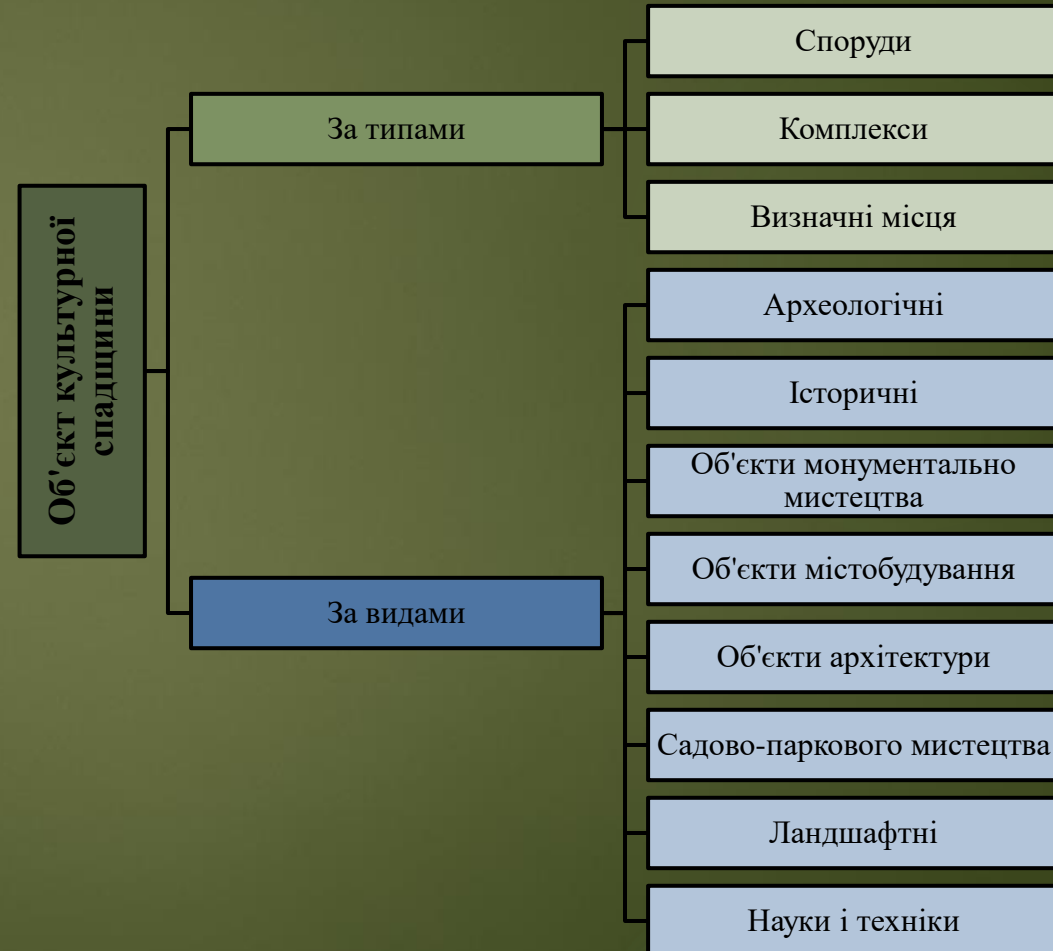 Об'єкт культурної
спадщини
За типами
Споруди
Комплекси
Визначні місця
За видами
Археологічні
Історичні
Об'єкти монументально
мистецтва
Об'єкти містобудування
Об'єкти архітектури
Садово-паркового мистецтва
Ландшафтні
Науки і техніки